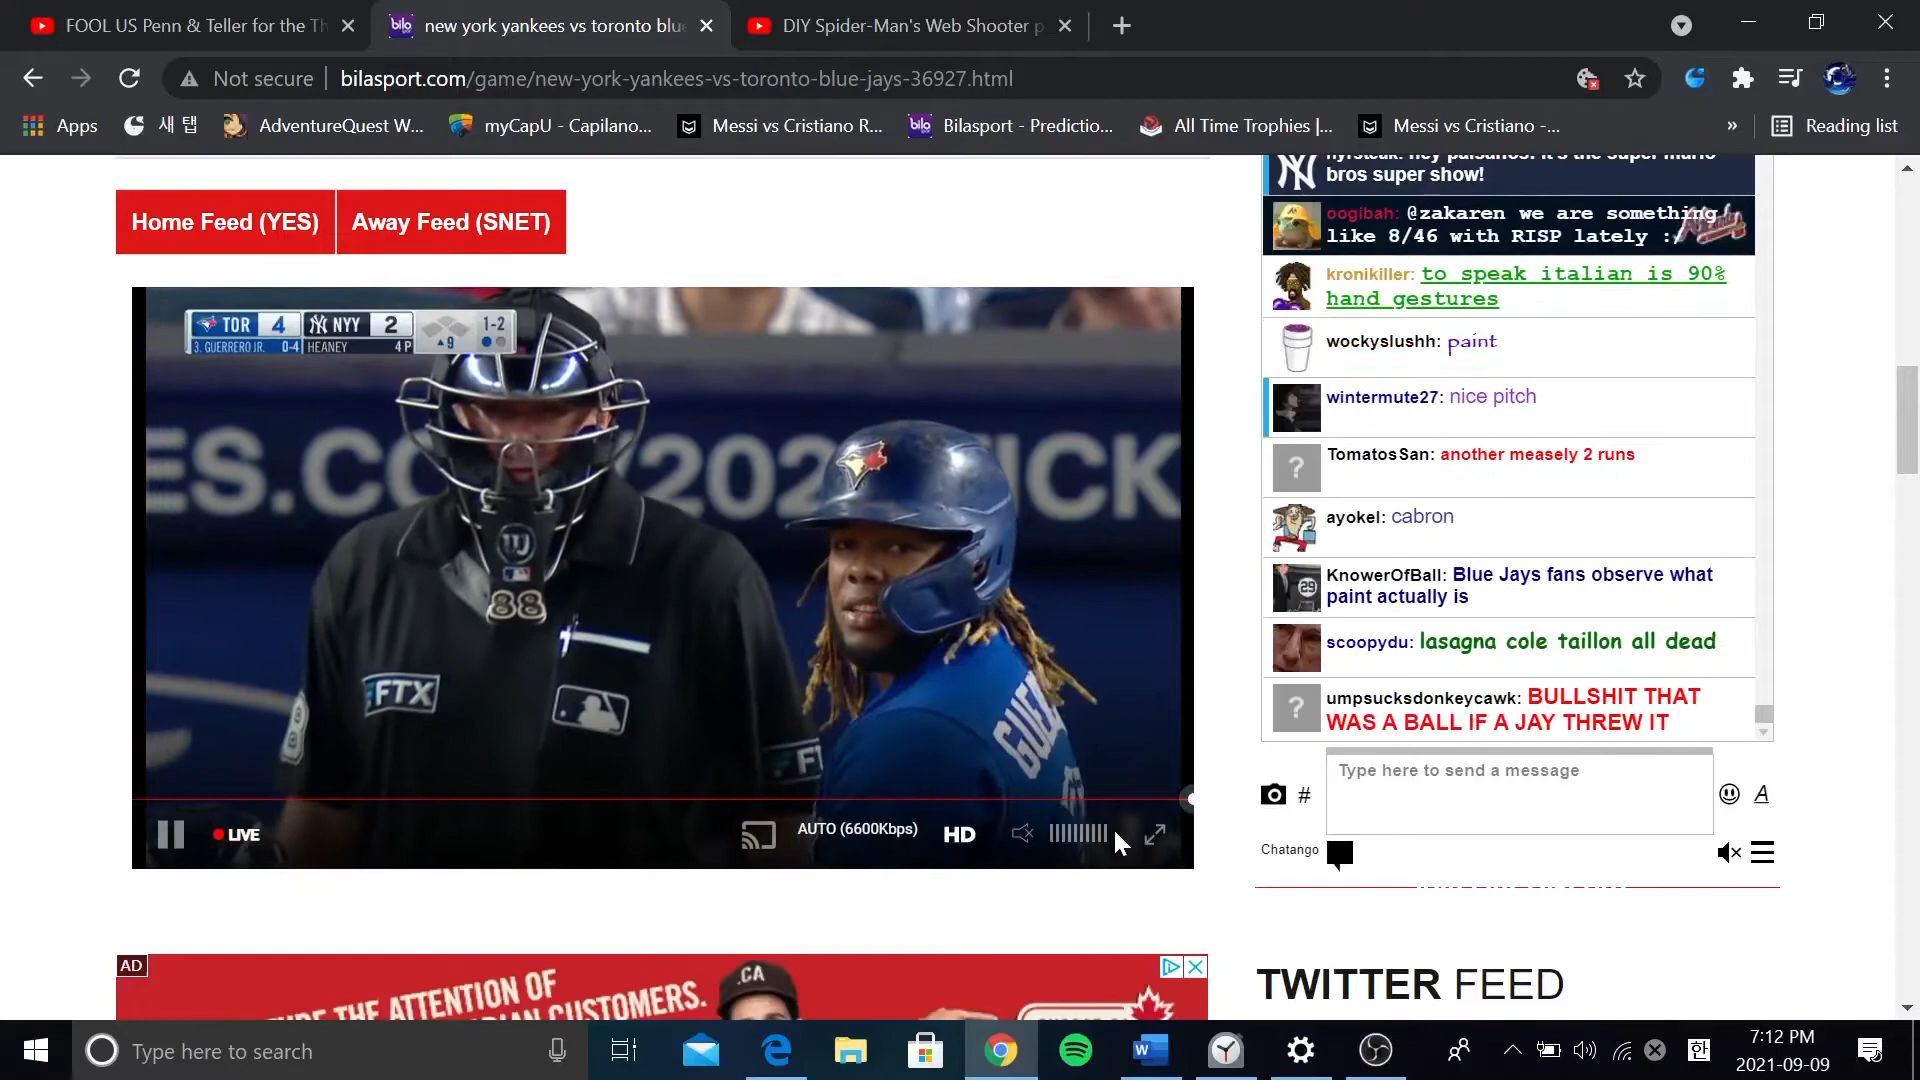 FOOL US Penn & Teller for the Th
new york yankees vs toronto blu
DIY Spider-Man's Web Shooter p
Not secure
bilasport.com/game/new-york-yankees-vs-toronto-blue-jays-36927.html
Apps
새 탭
AdventureQuest W...
myCapU - Capilano...
Messi vs Cristiano R...
Bilasport - Predictio...
All Time Trophies |...
Messi vs Cristiano -...
»
Reading list
Home Feed (YES)
Away Feed (SNET)
TOR 4 NYY 2 1-2
3. GUERRERO JR. 0-4 HEANEY 4 P ▲9
ES.CO
202
ICK
88
FTX
GUE
LIVE
AUTO (6600Kbps)
HD
bros super show!
oogibah: @zakaren we are something
like 8/46 with RISP lately :/
kronikiller: to speak italian is 90%
hand gestures
wockyslushh: paint
wintermute27: nice pitch
TomatosSan: another measely 2 runs
ayokel: cabron
KnowerOfBall: Blue Jays fans observe what
paint actually is
scoopydu: lasagna cole taillon all dead
umpsucksdonkeycawk: BULLSHIT THAT
WAS A BALL IF A JAY THREW IT
#
Type here to send a message
A
Chatango
AD
THE ATTENTION OF
CUSTOMERS.
.CA
TWITTER FEED
Type here to search
한
7:12 PM
2021-09-09